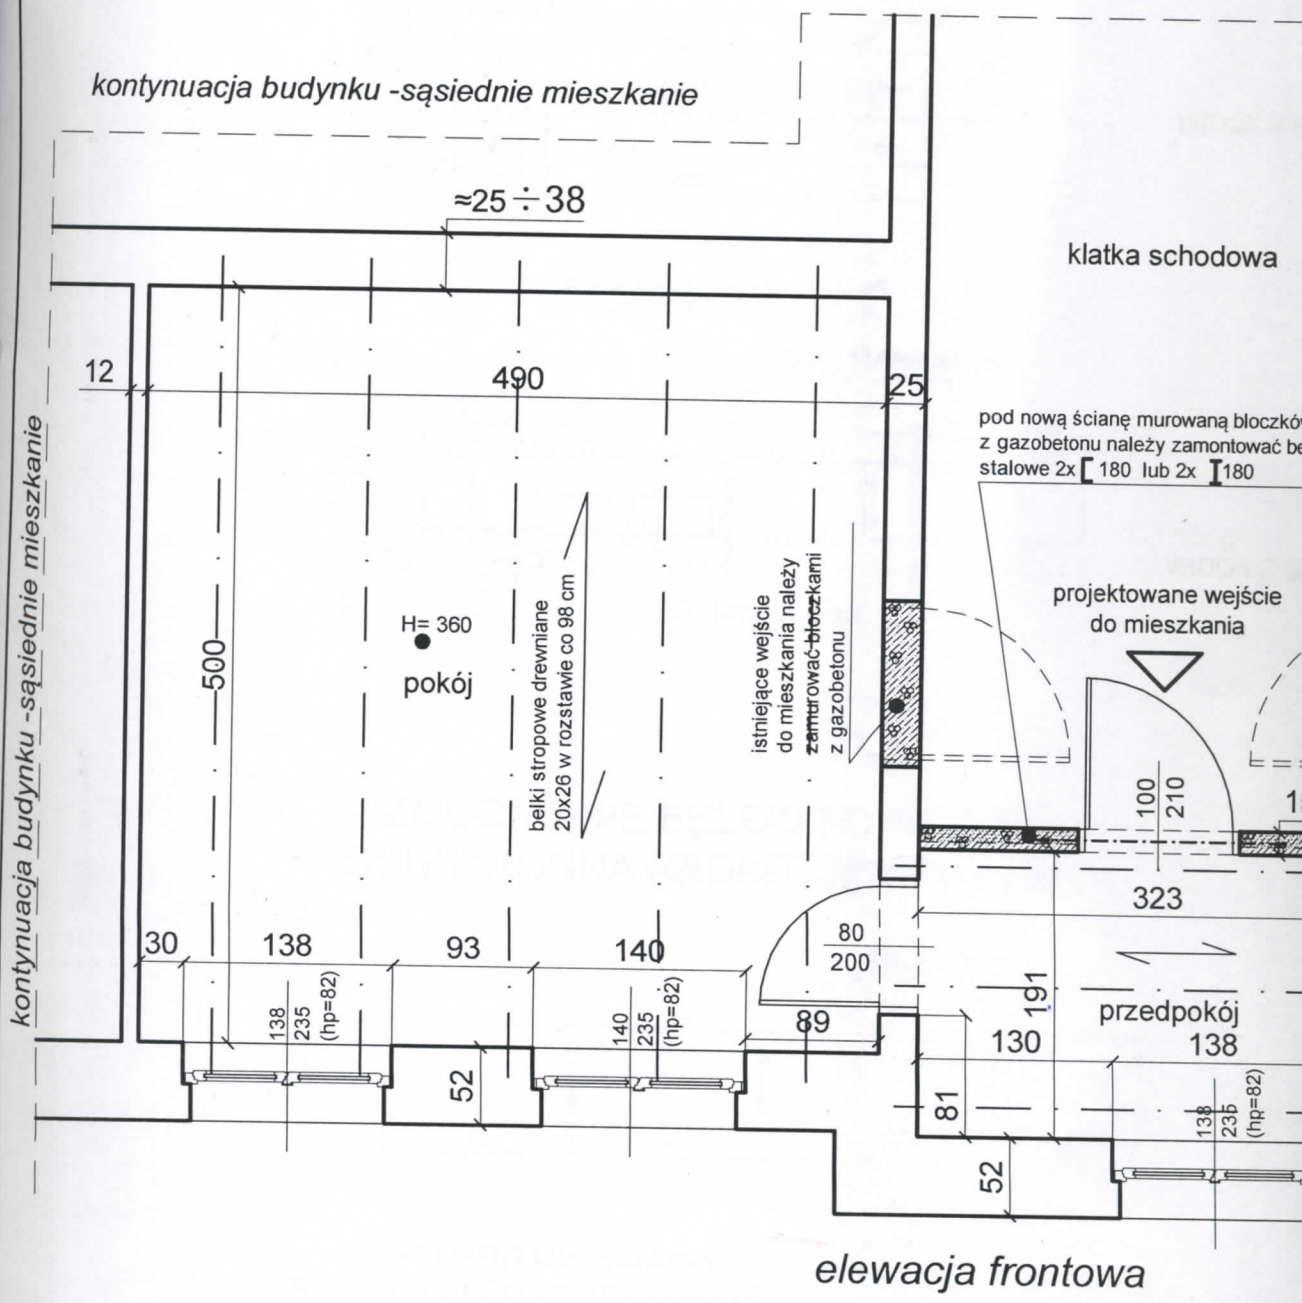 kontynuacja budynku -sąsiednie mieszkanie
≈25÷38
klatka schodowa
12
490
25
pod nową ścianę murowaną
z gazobetonu należy zamontować
stalowe 2x [ 180 lub 2x I 180
kontynuacja budynku -sąsiednie mieszkanie
projektowane wejście
do mieszkania
istniejące wejście
do mieszkania należy
zamurować bloczkami
z gazobetonu
belki stropowe drewniane
20x26 w rozstawie co 98 cm
H= 360
pokój
500
100
210
323
30
138
93
140
80
200
191
przedpokój
138
235
(hp=82)
140
235
(hp=82)
89
130
138
52
81
138
235
(hp=82)
52
elewacja frontowa